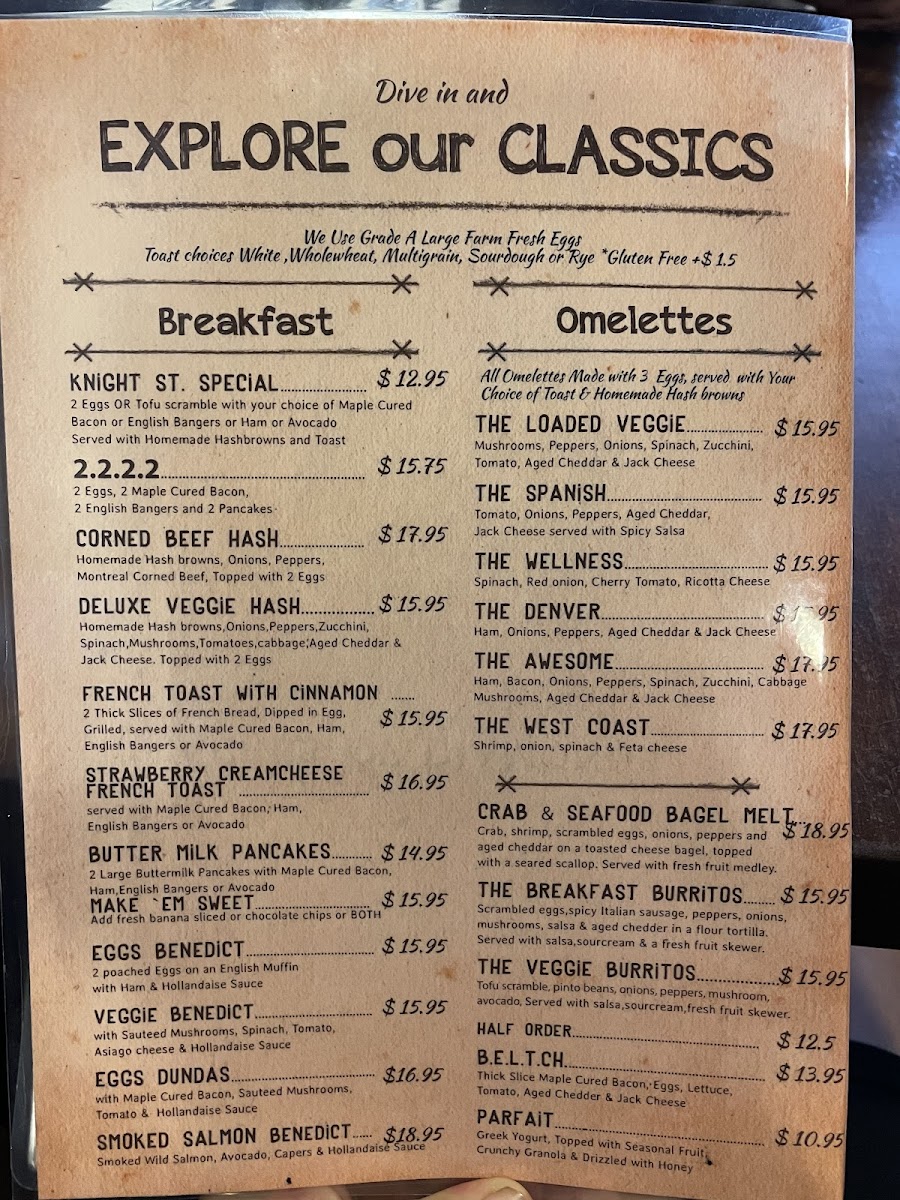 Dive in and
EXPLORE our CLASSICS
We Use Grade A Large Farm Fresh Eggs
Toast choices White ,Wholewheat, Multigrain, Sourdough or Rye *Gluten Free +$ 1.5
Breakfast
KNIGHT ST. SPECIAL $ 12.95
2 Eggs OR Tofu scramble with your choice of Maple Cured
Bacon or English Bangers or Ham or Avocado
Served with Homemade Hashbrowns and Toast
2.2.2.2 $ 15.75
2 Eggs, 2 Maple Cured Bacon,
2 English Bangers and 2 Pancakes
CORNED BEEF HASH $ 17.95
Homemade Hash browns, Onions, Peppers,
Montreal Corned Beef, Topped with 2 Eggs
DELUXE VEGGIE HASH $ 15.95
Homemade Hash browns,Onions,Peppers,Zucchini,
Spinach,Mushrooms,Tomatoes,cabbage,Aged Cheddar &
Jack Cheese. Topped with 2 Eggs
FRENCH TOAST WITH CINNAMON ......
2 Thick Slices of French Bread, Dipped in Egg,
$ 15.95
Grilled, served with Maple Cured Bacon, Ham,
English Bangers or Avocado
STRAWBERRY CREAMCHEESE
FRENCH TOAST $ 16.95
served with Maple Cured Bacon, Ham,
English Bangers or Avocado
BUTTER MILK PANCAKES $ 14.95
2 Large Buttermilk Pancakes with Maple Cured Bacon,
Ham,English Bangers or Avocado
MAKE `EM SWEET $ 15.95
Add fresh banana sliced or chocolate chips or BOTH
EGGS BENEDICT $ 15.95
2 poached Eggs on an English Muffin
with Ham & Hollandaise Sauce
VEGGIE BENEDICT $ 15.95
with Sauteed Mushrooms, Spinach, Tomato,
Asiago cheese & Hollandaise Sauce
EGGS DUNDAS $16.95
with Maple Cured Bacon, Sauteed Mushrooms,
Tomato & Hollandaise Sauce
SMOKED SALMON BENEDICT $18.95
Smoked Wild Salmon, Avocado, Capers & Hollandaise Sauce
Omelettes
All Omelettes Made with 3 Eggs, served with Your
Choice of Toast & Homemade Hash browns
THE LOADED VEGGIE $ 15.95
Mushrooms, Peppers, Onions, Spinach, Zucchini,
Tomato, Aged Cheddar & Jack Cheese
THE SPANISH $ 15.95
Tomato, Onions, Peppers, Aged Cheddar,
Jack Cheese served with Spicy Salsa
THE WELLNESS $ 15.95
Spinach, Red onion, Cherry Tomato, Ricotta Cheese
THE DENVER
Ham, Onions, Peppers, Aged Cheddar & Jack Cheese
THE AWESOME $ 17.95
Ham, Bacon, Onions, Peppers, Spinach, Zucchini, Cabbage
Mushrooms, Aged Cheddar & Jack Cheese
THE WEST COAST $ 17.95
Shrimp, onion, spinach & Feta cheese
CRAB & SEAFOOD BAGEL MELT... $ 18.95
Crab, shrimp, scrambled eggs, onions, peppers and
aged cheddar on a toasted cheese bagel, topped
with a seared scallop. Served with fresh fruit medley.
THE BREAKFAST BURRITOS $ 15.95
Scrambled eggs,spicy Italian sausage, peppers, onions,
mushrooms, salsa & aged chedder in a flour tortilla.
Served with salsa,sourcream & a fresh fruit skewer.
THE VEGGIE BURRITOS $ 15.95
Tofu scramble, pinto beans, onions, peppers, mushroom,
avocado, Served with salsa,sourcream,fresh fruit skewer.
HALF ORDER $ 12.5
B.E.L.T.CH $ 13.95
Thick Slice Maple Cured Bacon, Eggs, Lettuce,
Tomato, Aged Chedder & Jack Cheese
PARFAIT $ 10.95
Greek Yogurt, Topped with Seasonal Fruit,
Crunchy Granola & Drizzled with Honey